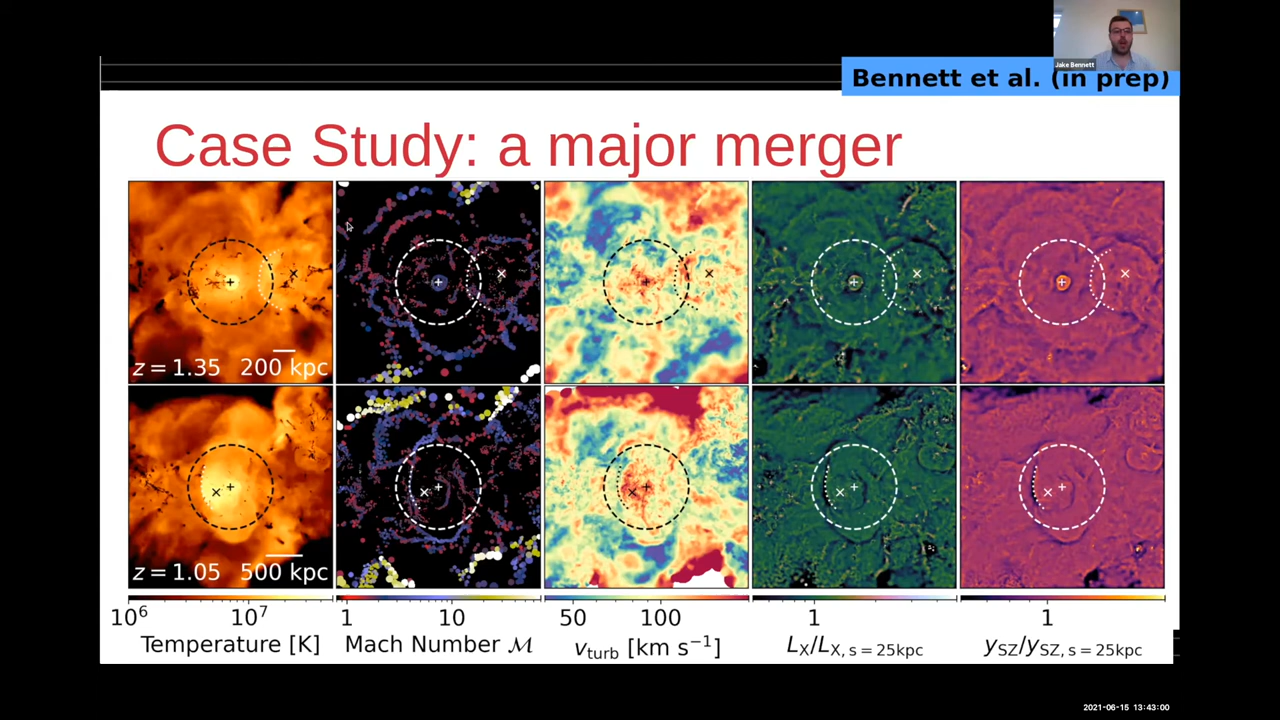 Jake Bennett
Bennett et al. (in prep)
Case Study: a major merger
z = 1.35 200 kpc
z = 1.05 500 kpc
10⁶ 10⁷ 1 10 50 100 1 1
Temperature [K] Mach Number ℳ v_turb [km s⁻¹] L_X/L_X, s = 25kpc y_SZ/y_SZ, s = 25kpc
2021-06-15 13:43:00